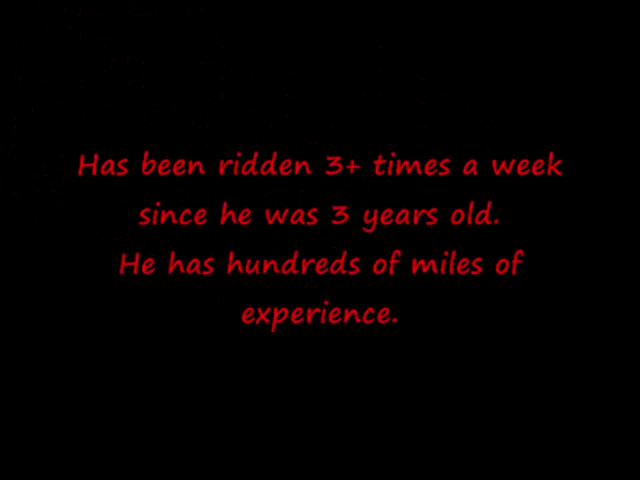 Has been ridden 3+ times a week
since he was 3 years old.
He has hundreds of miles of
experience.